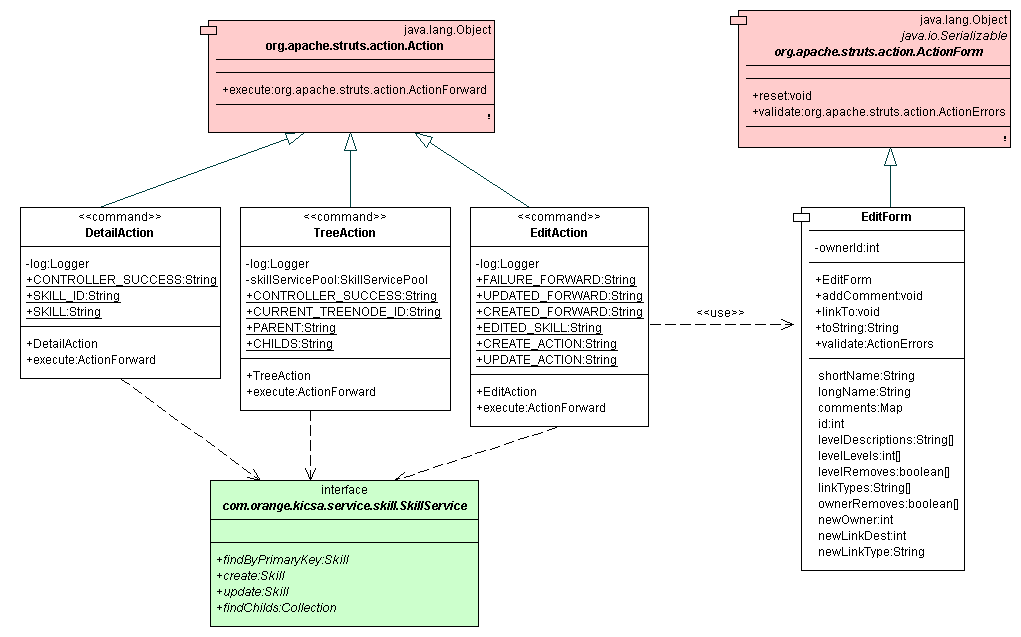 java.lang.Object
org.apache.struts.action.Action
+execute:org.apache.struts.action.ActionForward
java.lang.Object
java.io.Serializable
org.apache.struts.action.ActionForm
+reset:void
+validate:org.apache.struts.action.ActionErrors
<<command>>
DetailAction
-log:Logger
+CONTROLLER_SUCCESS:String
+SKILL_ID:String
+SKILL:String
+DetailAction
+execute:ActionForward
<<command>>
TreeAction
-log:Logger
-skillServicePool:SkillServicePool
+CONTROLLER_SUCCESS:String
+CURRENT_TREENODE_ID:String
+PARENT:String
+CHILDS:String
+TreeAction
+execute:ActionForward
<<command>>
EditAction
-log:Logger
+FAILURE_FORWARD:String
+UPDATED_FORWARD:String
+CREATED_FORWARD:String
+EDITED_SKILL:String
+CREATE_ACTION:String
+UPDATE_ACTION:String
+EditAction
+execute:ActionForward
<<use>>
EditForm
-ownerId:int
+EditForm
+addComment:void
+linkTo:void
+toString:String
+validate:ActionErrors
shortName:String
longName:String
comments:Map
id:int
levelDescriptions:String[]
levelLevels:int[]
levelRemoves:boolean[]
linkTypes:String[]
ownerRemoves:boolean[]
newOwner:int
newLinkDest:int
newLinkType:String
interface
com.orange.kicsa.service.skill.SkillService
+findByPrimaryKey:Skill
+create:Skill
+update:Skill
+findChilds:Collection